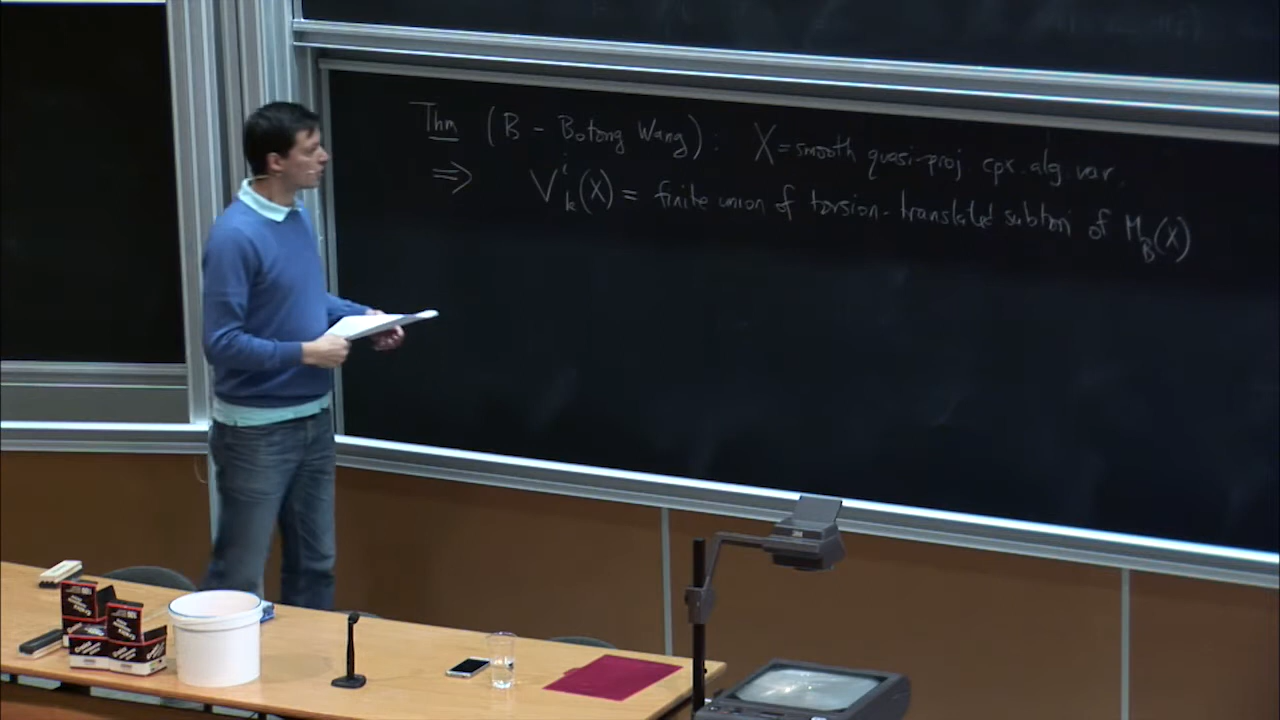 Thm (B - Botong Wang) : X = smooth quasi-proj. cpx. alg. var.
⇒ V^i_k(X) = finite union of torsion-translated subtori of M_B(X)